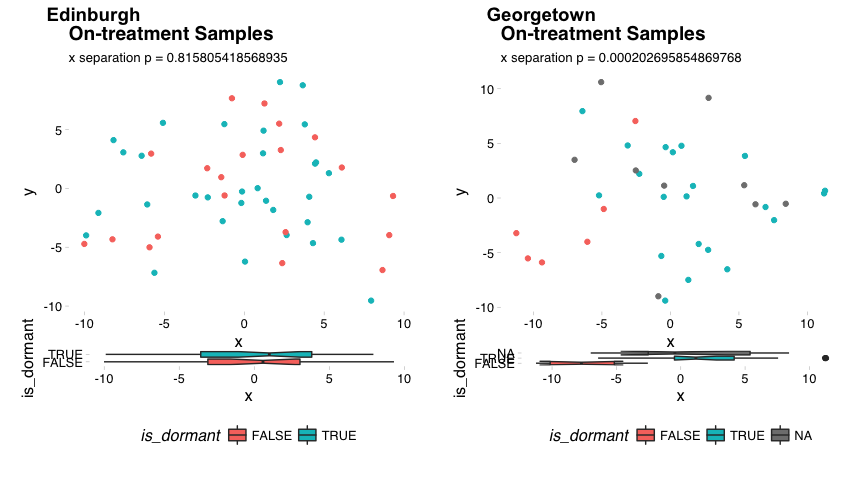 Edinburgh
On-treatment Samples
x separation p = 0.815805418568935
y
5
0
-5
-10
-10 -5 0 5 10
x
is_dormant
TRUE
FALSE
-10 -5 0 5 10
x
is_dormant FALSE TRUE
Georgetown
On-treatment Samples
x separation p = 0.000202695854869768
y
10
5
0
-5
-10
-10 -5 0 5 10
x
is_dormant
NA
TRUE
FALSE
-10 -5 0 5 10
x
is_dormant FALSE TRUE NA